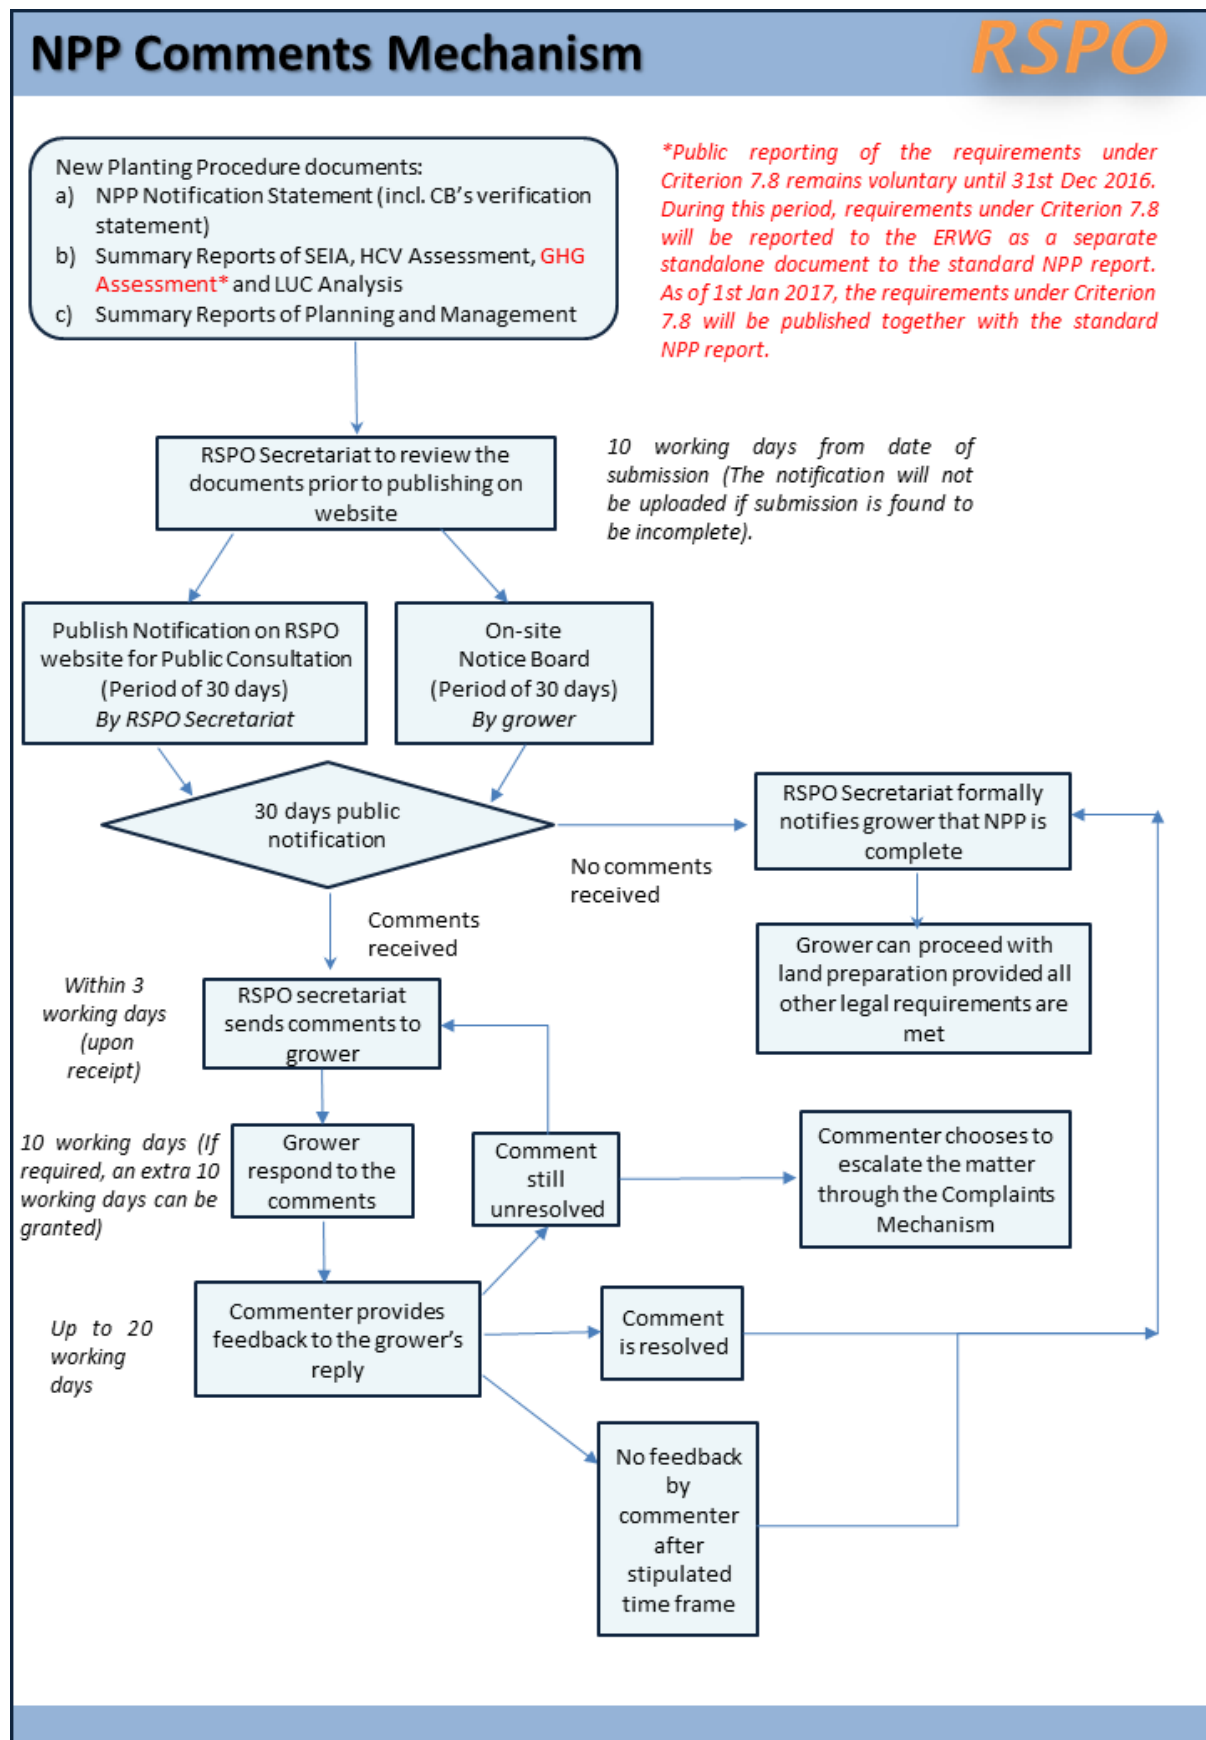 NPP Comments Mechanism
RSPO
New Planting Procedure documents:
a) NPP Notification Statement (incl. CB's verification
statement)
b) Summary Reports of SEIA, HCV Assessment, GHG
Assessment* and LUC Analysis
c) Summary Reports of Planning and Management
*Public reporting of the requirements under
Criterion 7.8 remains voluntary until 31st Dec 2016.
During this period, requirements under Criterion 7.8
will be reported to the ERWG as a separate
standalone document to the standard NPP report.
As of 1st Jan 2017, the requirements under Criterion
7.8 will be published together with the standard
NPP report.
RSPO Secretariat to review the
documents prior to publishing on
website
10 working days from date of
submission (The notification will not
be uploaded if submission is found to
be incomplete).
Publish Notification on RSPO
website for Public Consultation
(Period of 30 days)
By RSPO Secretariat
On-site
Notice Board
(Period of 30 days)
By grower
30 days public
notification
No comments
received
RSPO Secretariat formally
notifies grower that NPP is
complete
Grower can proceed with
land preparation provided all
other legal requirements are
met
Comments
received
Within 3
working days
(upon
receipt)
RSPO secretariat
sends comments to
grower
10 working days (If
required, an extra 10
working days can be
granted)
Grower
respond to the
comments
Comment
still
unresolved
Commenter chooses to
escalate the matter
through the Complaints
Mechanism
Up to 20
working
days
Commenter provides
feedback to the grower's
reply
Comment
is resolved
No feedback
by
commenter
after
stipulated
time frame